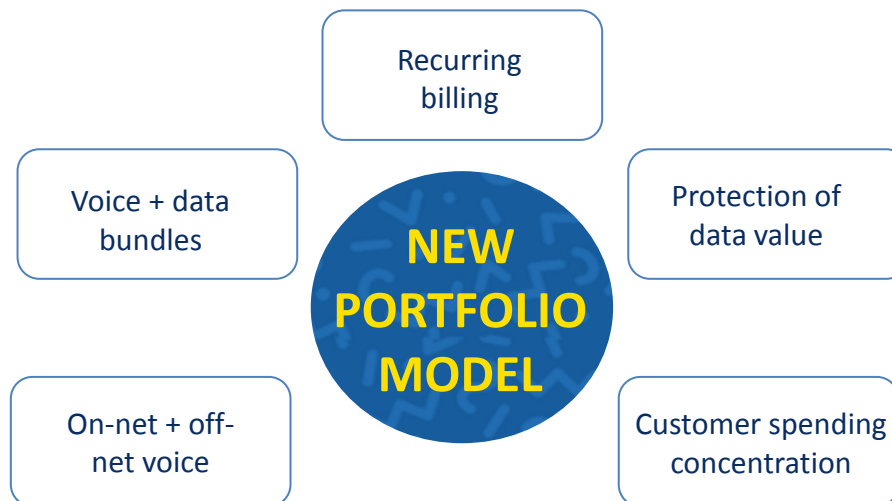 Recurring
billing
Voice + data
bundles
Protection of
data value
NEW
PORTFOLIO
MODEL
On-net + off-
net voice
Customer spending
concentration